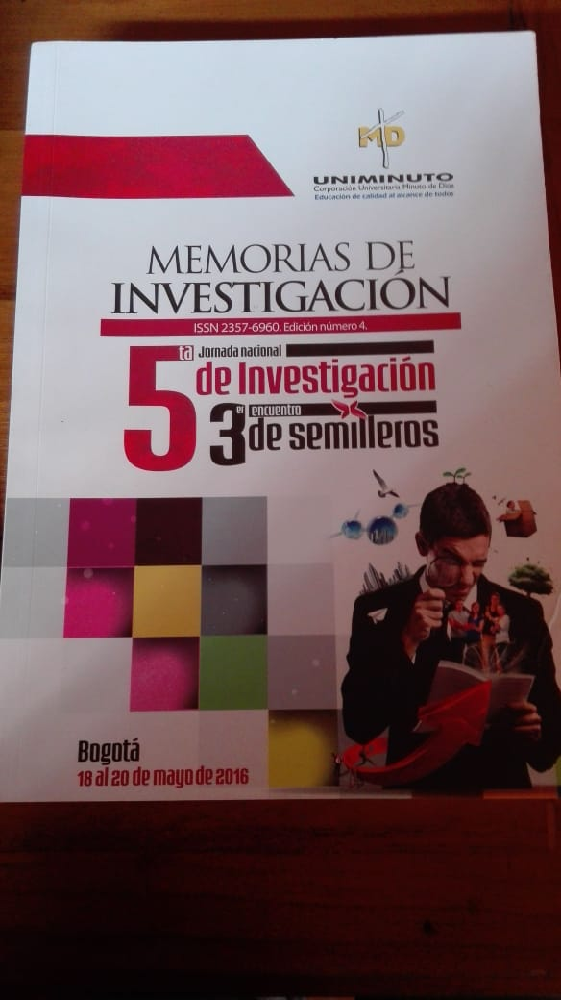 MD
UNIMINUTO
Corporación Universitaria Minuto de Dios
Educación de calidad al alcance de todos
MEMORIAS DE
INVESTIGACIÓN
ISSN 2357-6960. Edición número 4.
5ta Jornada nacional
de Investigación
3er encuentro
de semilleros
Bogotá
18 al 20 de mayo de 2016